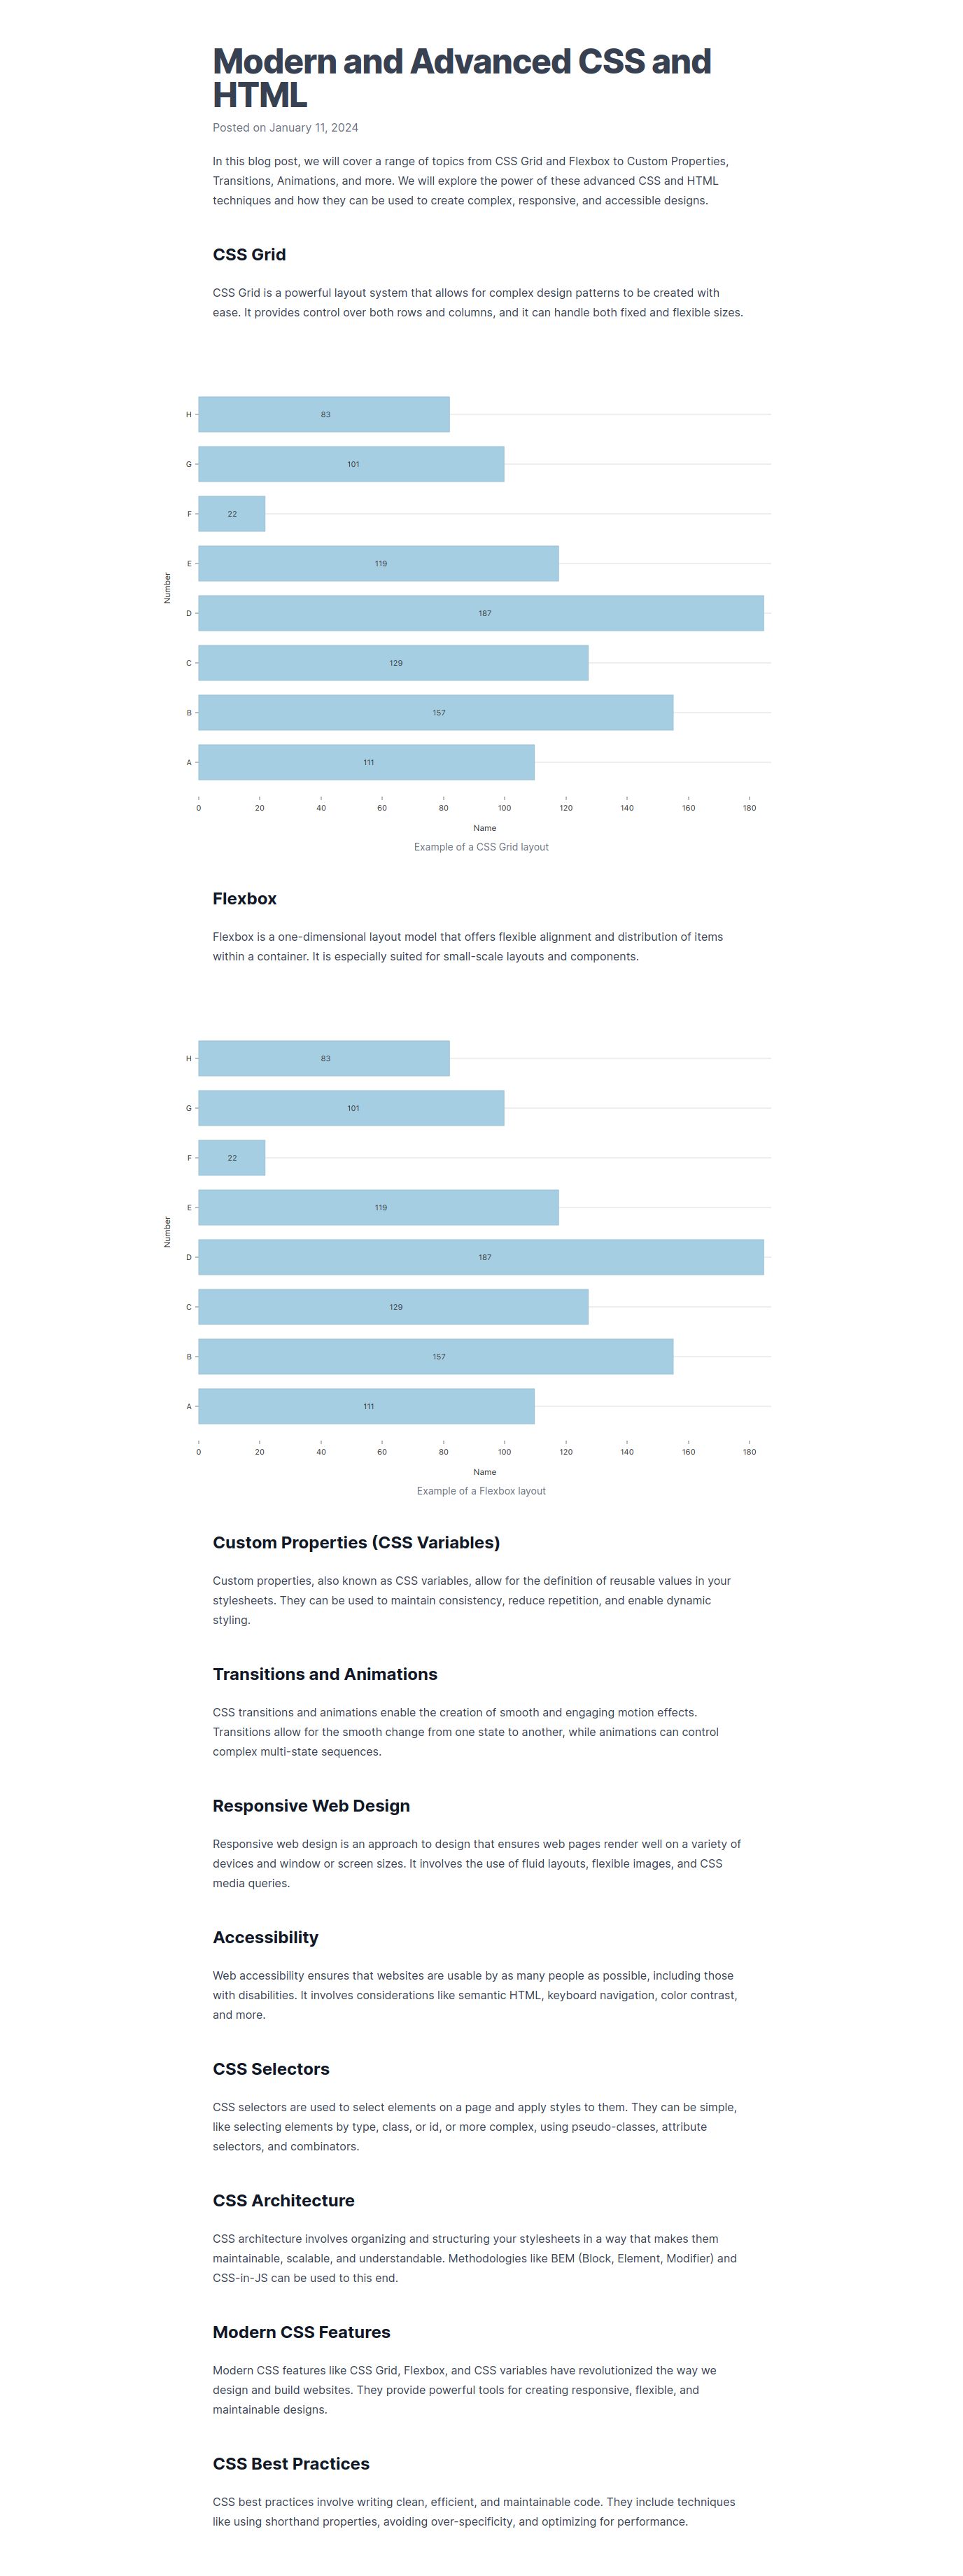 Modern and Advanced CSS and
HTML
Posted on January 11, 2024
In this blog post, we will cover a range of topics from CSS Grid and Flexbox to Custom Properties,
Transitions, Animations, and more. We will explore the power of these advanced CSS and HTML
techniques and how they can be used to create complex, responsive, and accessible designs.
CSS Grid
CSS Grid is a powerful layout system that allows for complex design patterns to be created with
ease. It provides control over both rows and columns, and it can handle both fixed and flexible sizes.
H 83
G 101
F 22
E 119
Number
D 187
C 129
B 157
A 111
0 20 40 60 80 100 120 140 160 180
Name
Example of a CSS Grid layout
Flexbox
Flexbox is a one-dimensional layout model that offers flexible alignment and distribution of items
within a container. It is especially suited for small-scale layouts and components.
H 83
G 101
F 22
E 119
Number
D 187
C 129
B 157
A 111
0 20 40 60 80 100 120 140 160 180
Name
Example of a Flexbox layout
Custom Properties (CSS Variables)
Custom properties, also known as CSS variables, allow for the definition of reusable values in your
stylesheets. They can be used to maintain consistency, reduce repetition, and enable dynamic
styling.
Transitions and Animations
CSS transitions and animations enable the creation of smooth and engaging motion effects.
Transitions allow for the smooth change from one state to another, while animations can control
complex multi-state sequences.
Responsive Web Design
Responsive web design is an approach to design that ensures web pages render well on a variety of
devices and window or screen sizes. It involves the use of fluid layouts, flexible images, and CSS
media queries.
Accessibility
Web accessibility ensures that websites are usable by as many people as possible, including those
with disabilities. It involves considerations like semantic HTML, keyboard navigation, color contrast,
and more.
CSS Selectors
CSS selectors are used to select elements on a page and apply styles to them. They can be simple,
like selecting elements by type, class, or id, or more complex, using pseudo-classes, attribute
selectors, and combinators.
CSS Architecture
CSS architecture involves organizing and structuring your stylesheets in a way that makes them
maintainable, scalable, and understandable. Methodologies like BEM (Block, Element, Modifier) and
CSS-in-JS can be used to this end.
Modern CSS Features
Modern CSS features like CSS Grid, Flexbox, and CSS variables have revolutionized the way we
design and build websites. They provide powerful tools for creating responsive, flexible, and
maintainable designs.
CSS Best Practices
CSS best practices involve writing clean, efficient, and maintainable code. They include techniques
like using shorthand properties, avoiding over-specificity, and optimizing for performance.